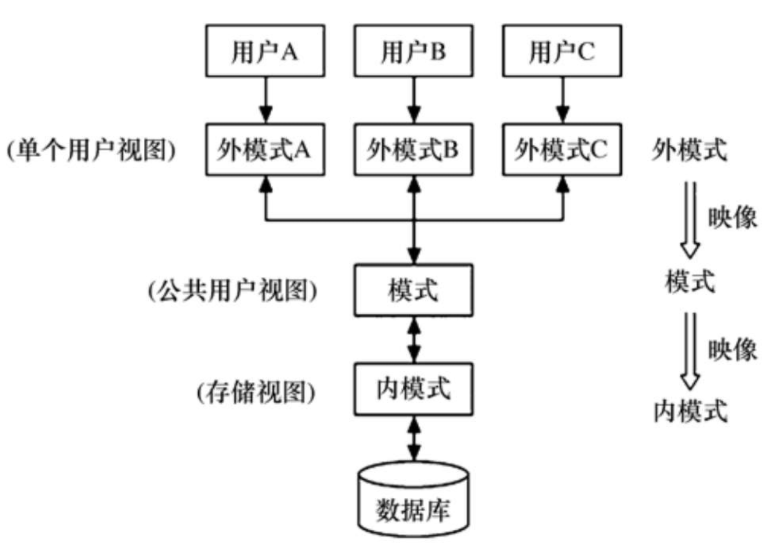 用户A 用户B 用户C
(单个用户视图) 外模式A 外模式B 外模式C 外模式
映像
(公共用户视图) 模式 模式
映像
(存储视图) 内模式 内模式
数据库